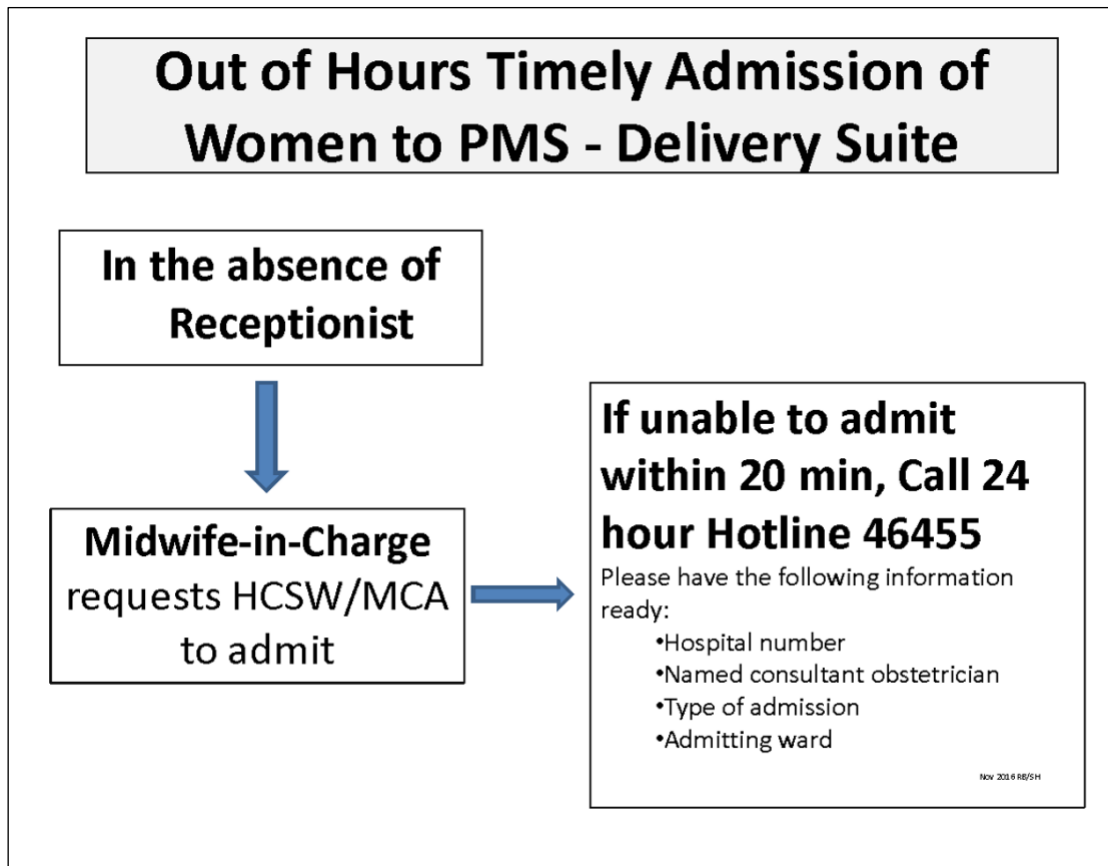 Out of Hours Timely Admission of
Women to PMS - Delivery Suite
In the absence of
Receptionist
Midwife-in-Charge
requests HCSW/MCA
to admit
If unable to admit
within 20 min, Call 24
hour Hotline 46455
Please have the following information
ready:
•Hospital number
•Named consultant obstetrician
•Type of admission
•Admitting ward
Nov 2016 RB/SH